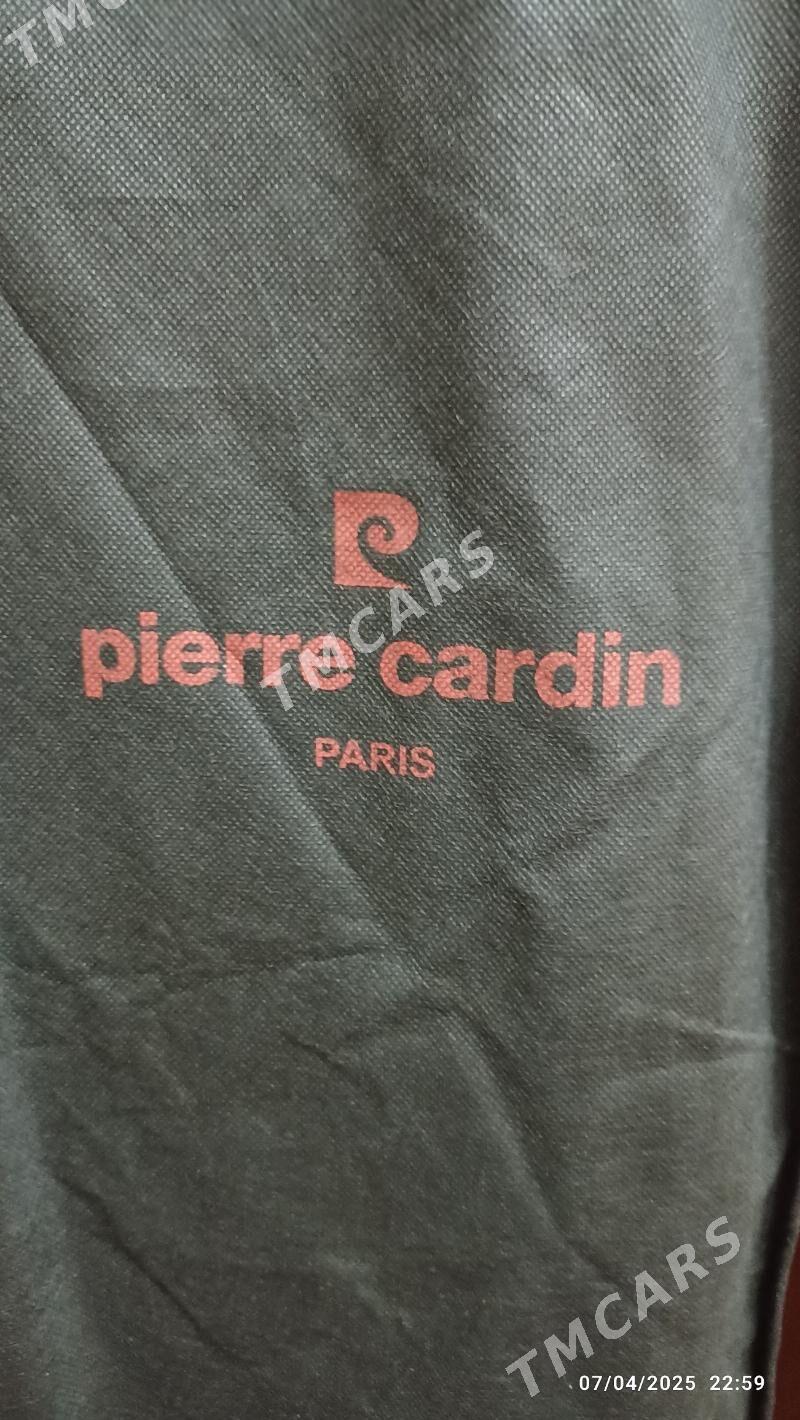 TMC
pierre cardin
PARIS
TMCARS
TMCARS
07/04/2025 22:59